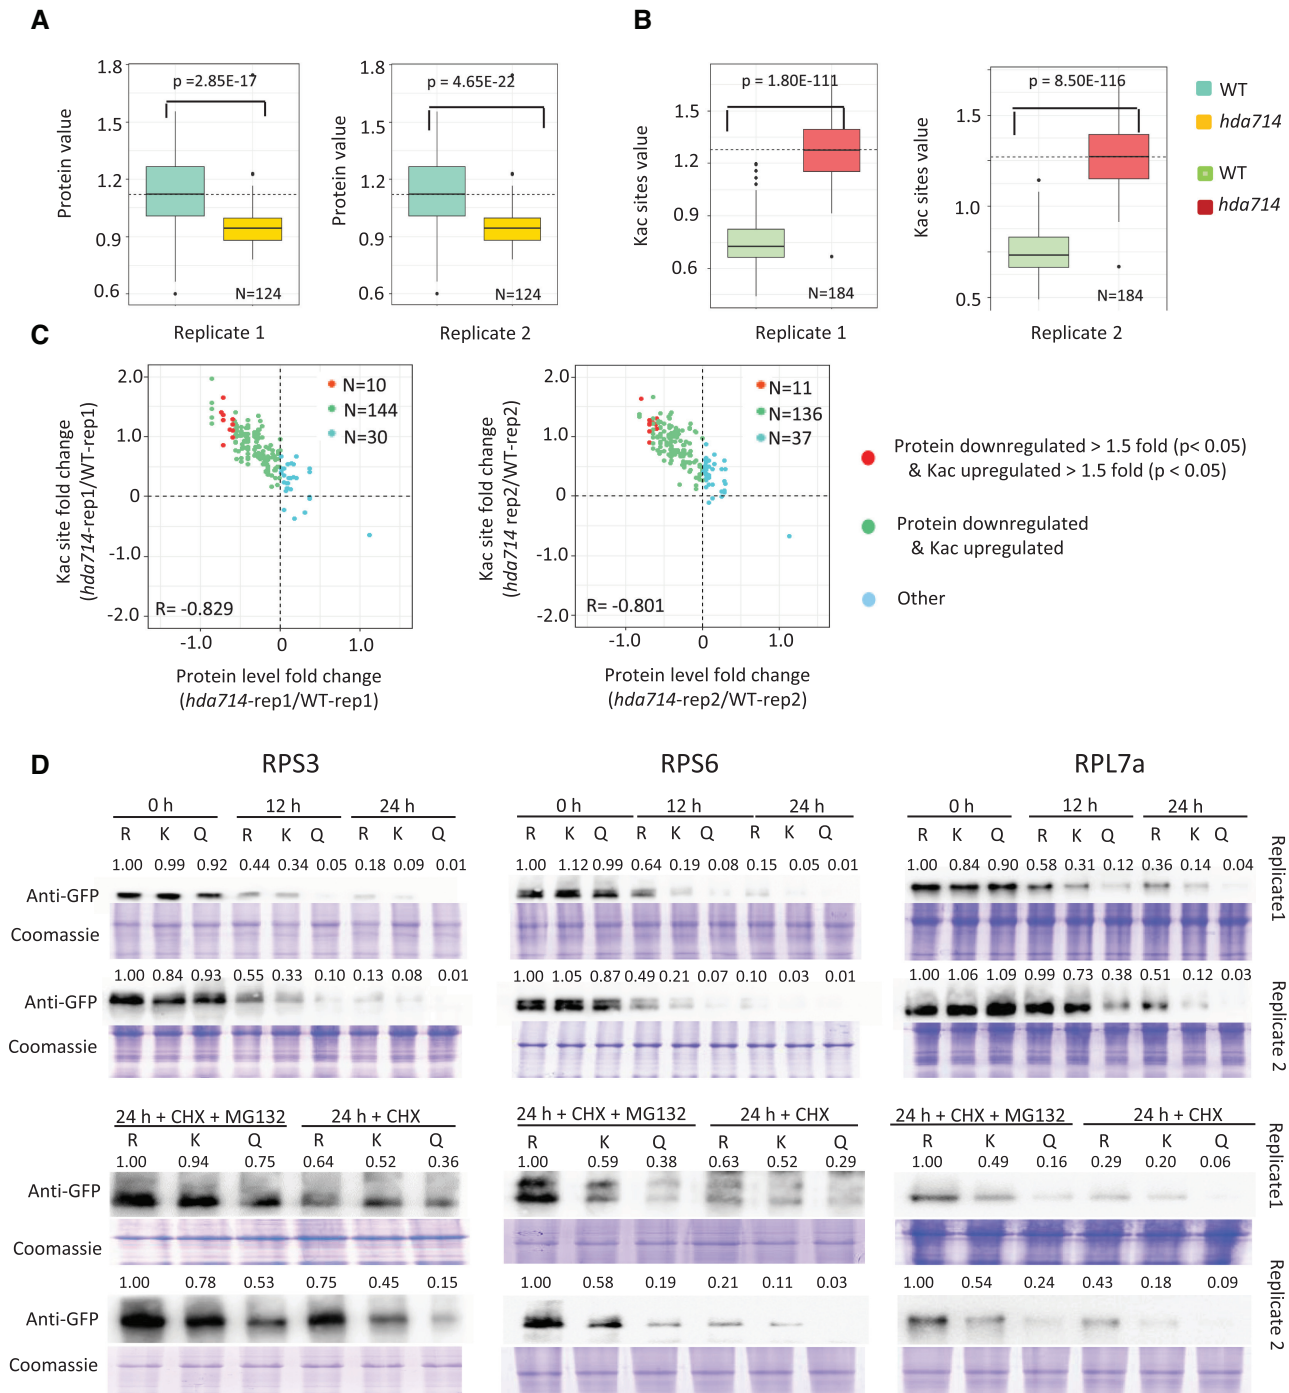 A
B
1.8
1.5
1.2
0.9
0.6
Protein value
p =2.85E-17
N=124
Replicate 1
1.8
1.5
1.2
0.9
0.6
Protein value
p = 4.65E-22
N=124
Replicate 2
1.5
1.2
0.9
0.6
Kac sites value
p = 1.80E-111
N=184
Replicate 1
1.5
1.0
0.5
Kac sites value
p = 8.50E-116
N=184
Replicate 2
WT
hda714
WT
hda714
C
2.0
1.0
0
-1.0
-2.0
Kac site fold change
(hda714-rep1/WT-rep1)
N=10
N=144
N=30
R= -0.829
-1.0 0 1.0
Protein level fold change
(hda714-rep1/WT-rep1)
2.0
1.0
0
-1.0
-2.0
Kac site fold change
(hda714 rep2/WT-rep2)
N=11
N=136
N=37
R= -0.801
-1.0 0 1.0
Protein level fold change
(hda714-rep2/WT-rep2)
Protein downregulated > 1.5 fold (p< 0.05)
& Kac upregulated > 1.5 fold (p < 0.05)
Protein downregulated
& Kac upregulated
Other
D
RPS3 RPS6 RPL7a
0 h 12 h 24 h 0 h 12 h 24 h 0 h 12 h 24 h
R K Q R K Q R K Q R K Q R K Q R K Q R K Q R K Q R K Q
1.00 0.99 0.92 0.44 0.34 0.05 0.18 0.09 0.01 1.00 1.12 0.99 0.64 0.19 0.08 0.15 0.05 0.01 1.00 0.84 0.90 0.58 0.31 0.12 0.36 0.14 0.04
Anti-GFP
Coomassie
Replicate1
1.00 0.84 0.93 0.55 0.33 0.10 0.13 0.08 0.01 1.00 1.05 0.87 0.49 0.21 0.07 0.10 0.03 0.01 1.00 1.06 1.09 0.99 0.73 0.38 0.51 0.12 0.03
Anti-GFP
Coomassie
Replicate 2
24 h + CHX + MG132 24 h + CHX 24 h + CHX + MG132 24 h + CHX 24 h + CHX + MG132 24 h + CHX
R K Q R K Q R K Q R K Q R K Q R K Q
1.00 0.94 0.75 0.64 0.52 0.36 1.00 0.59 0.38 0.63 0.52 0.29 1.00 0.49 0.16 0.29 0.20 0.06
Anti-GFP
Coomassie
Replicate1
1.00 0.78 0.53 0.75 0.45 0.15 1.00 0.58 0.19 0.21 0.11 0.03 1.00 0.54 0.24 0.43 0.18 0.09
Anti-GFP
Coomassie
Replicate 2